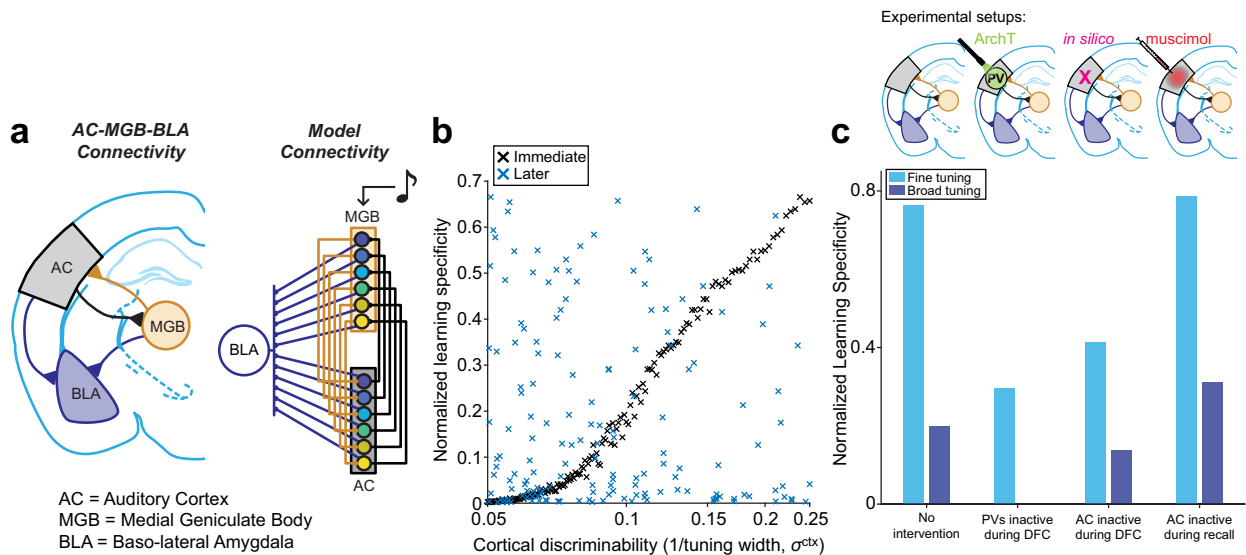 Experimental setups:
ArchT
in silico
muscimol
PV
X
a
AC-MGB-BLA
Connectivity
Model
Connectivity
AC
MGB
BLA
MGB
BLA
AC
AC = Auditory Cortex
MGB = Medial Geniculate Body
BLA = Baso-lateral Amygdala
b
Immediate
Later
Normalized learning specificity
0.7
0.6
0.5
0.4
0.3
0.2
0.1
0
0.05
0.1
0.15
0.2
0.25
Cortical discriminability (1/tuning width, σctx)
c
Fine tuning
Broad tuning
Normalized Learning Specificity
0.8
0.4
0
No
intervention
PVs inactive
during DFC
AC inactive
during DFC
AC inactive
during recall